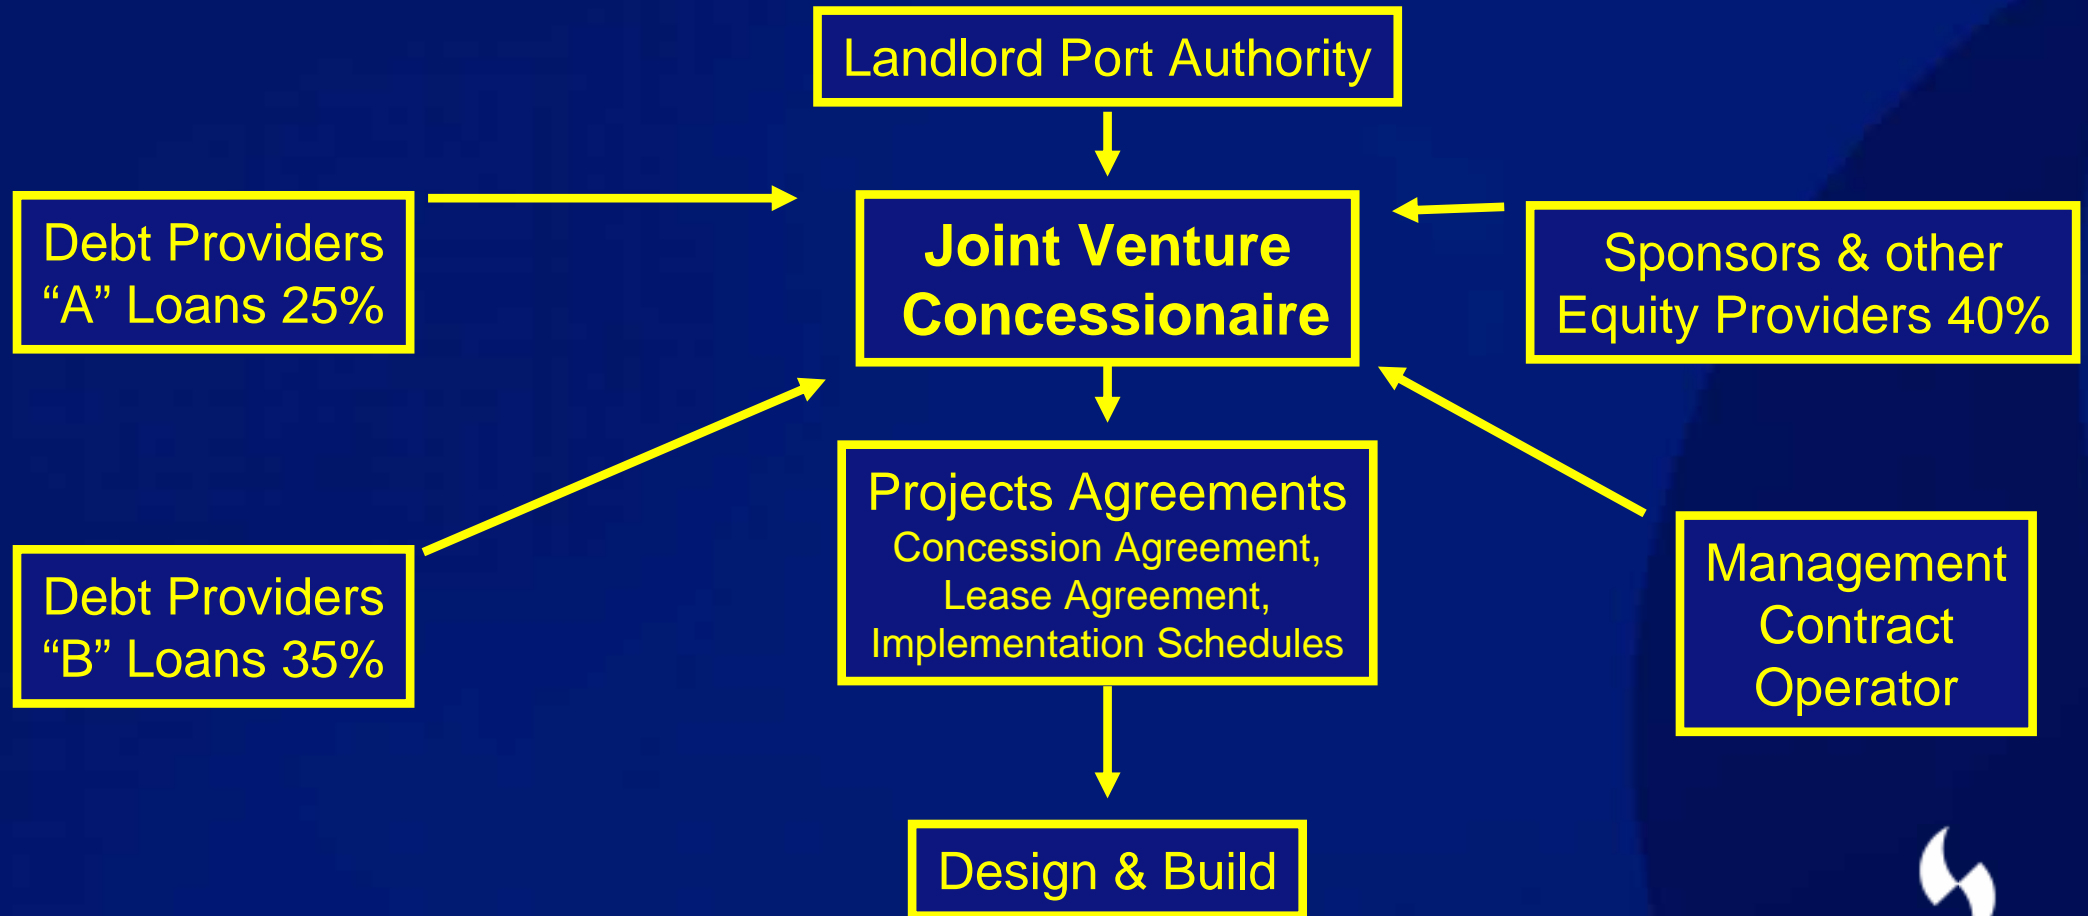 Landlord Port Authority
Debt Providers
“A” Loans 25%
Joint Venture
Concessionaire
Sponsors & other
Equity Providers 40%
Projects Agreements
Concession Agreement,
Lease Agreement,
Implementation Schedules
Debt Providers
“B” Loans 35%
Management
Contract
Operator
Design & Build